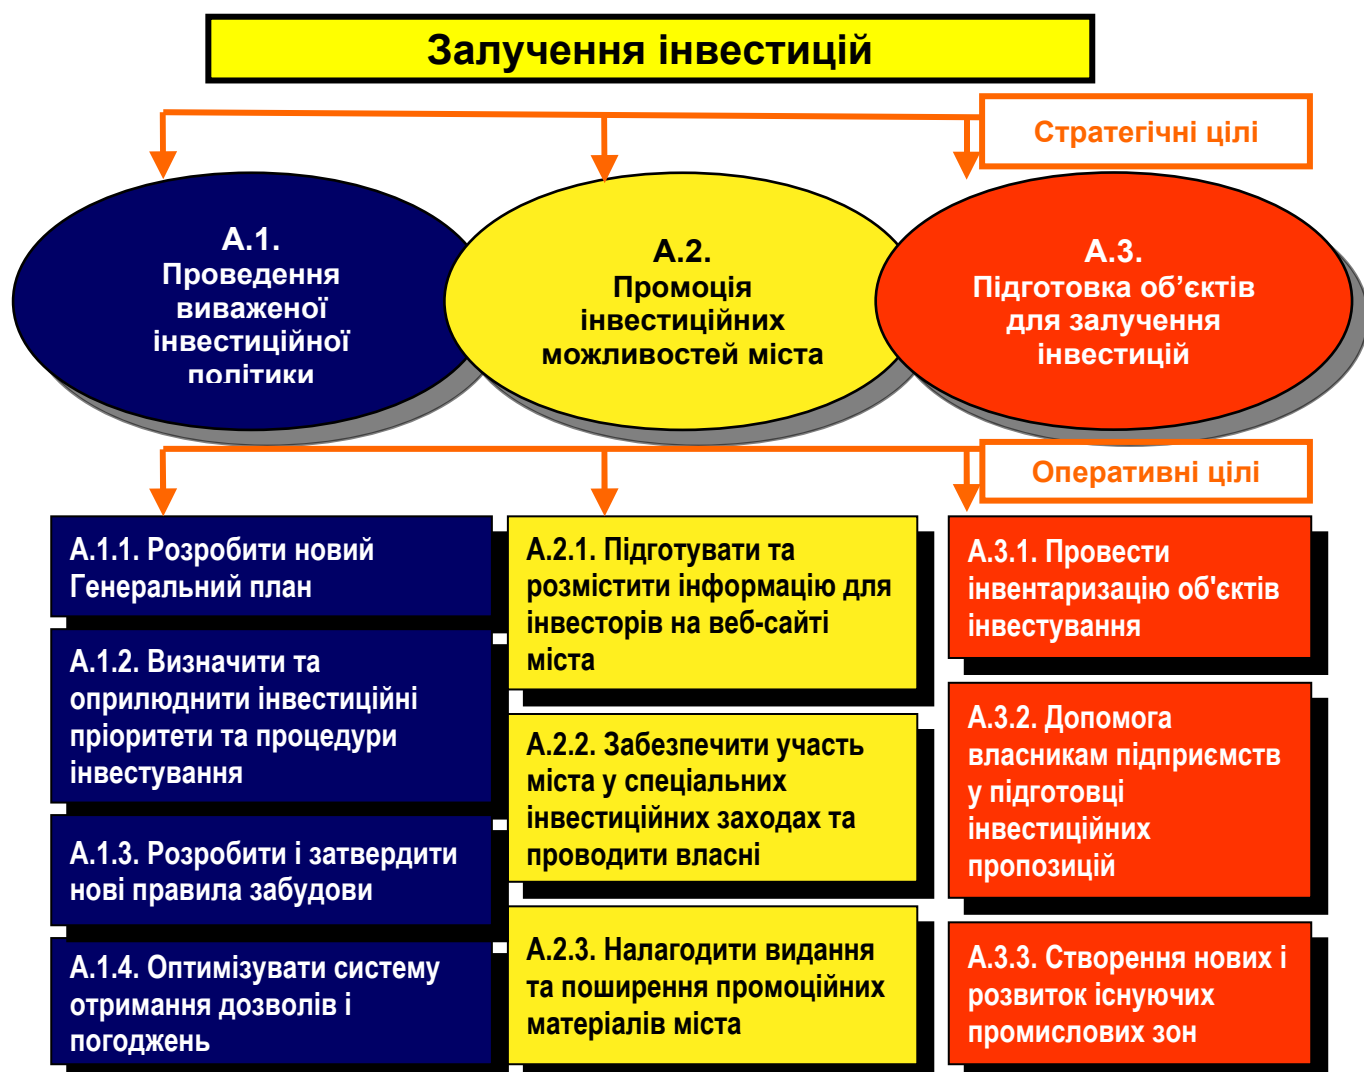 Залучення інвестицій
Стратегічні цілі
А.1.
Проведення
виваженої
інвестиційної
політики
А.2.
Промоція
інвестиційних
можливостей міста
А.3.
Підготовка об’єктів
для залучення
інвестицій
Оперативні цілі
А.1.1. Розробити новий
Генеральний план
А.1.2. Визначити та
оприлюднити інвестиційні
пріоритети та процедури
інвестування
А.1.3. Розробити і затвердити
нові правила забудови
А.1.4. Оптимізувати систему
отримання дозволів і
погоджень
А.2.1. Підготувати та
розмістити інформацію для
інвесторів на веб-сайті
міста
А.2.2. Забезпечити участь
міста у спеціальних
інвестиційних заходах та
проводити власні
А.2.3. Налагодити видання
та поширення промоційних
матеріалів міста
А.3.1. Провести
інвентаризацію об'єктів
інвестування
А.3.2. Допомога
власникам підприємств
у підготовці
інвестиційних
пропозицій
А.3.3. Створення нових і
розвиток існуючих
промислових зон